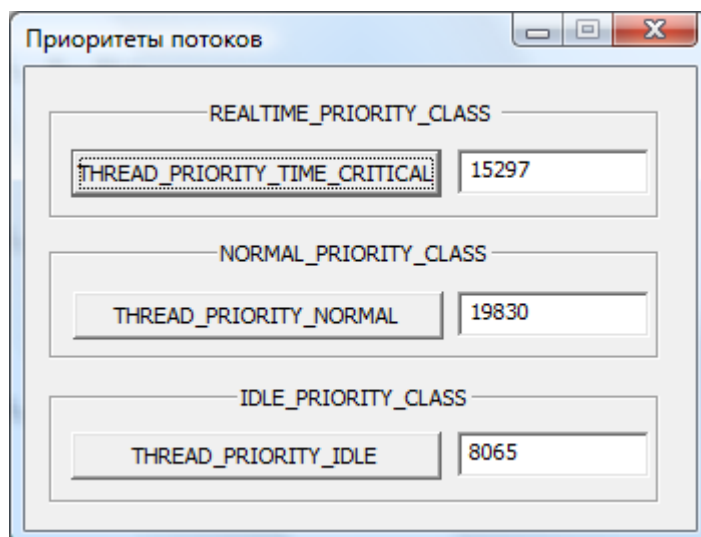 Приоритеты потоков
REALTIME_PRIORITY_CLASS
THREAD_PRIORITY_TIME_CRITICAL 15297
NORMAL_PRIORITY_CLASS
THREAD_PRIORITY_NORMAL 19830
IDLE_PRIORITY_CLASS
THREAD_PRIORITY_IDLE 8065